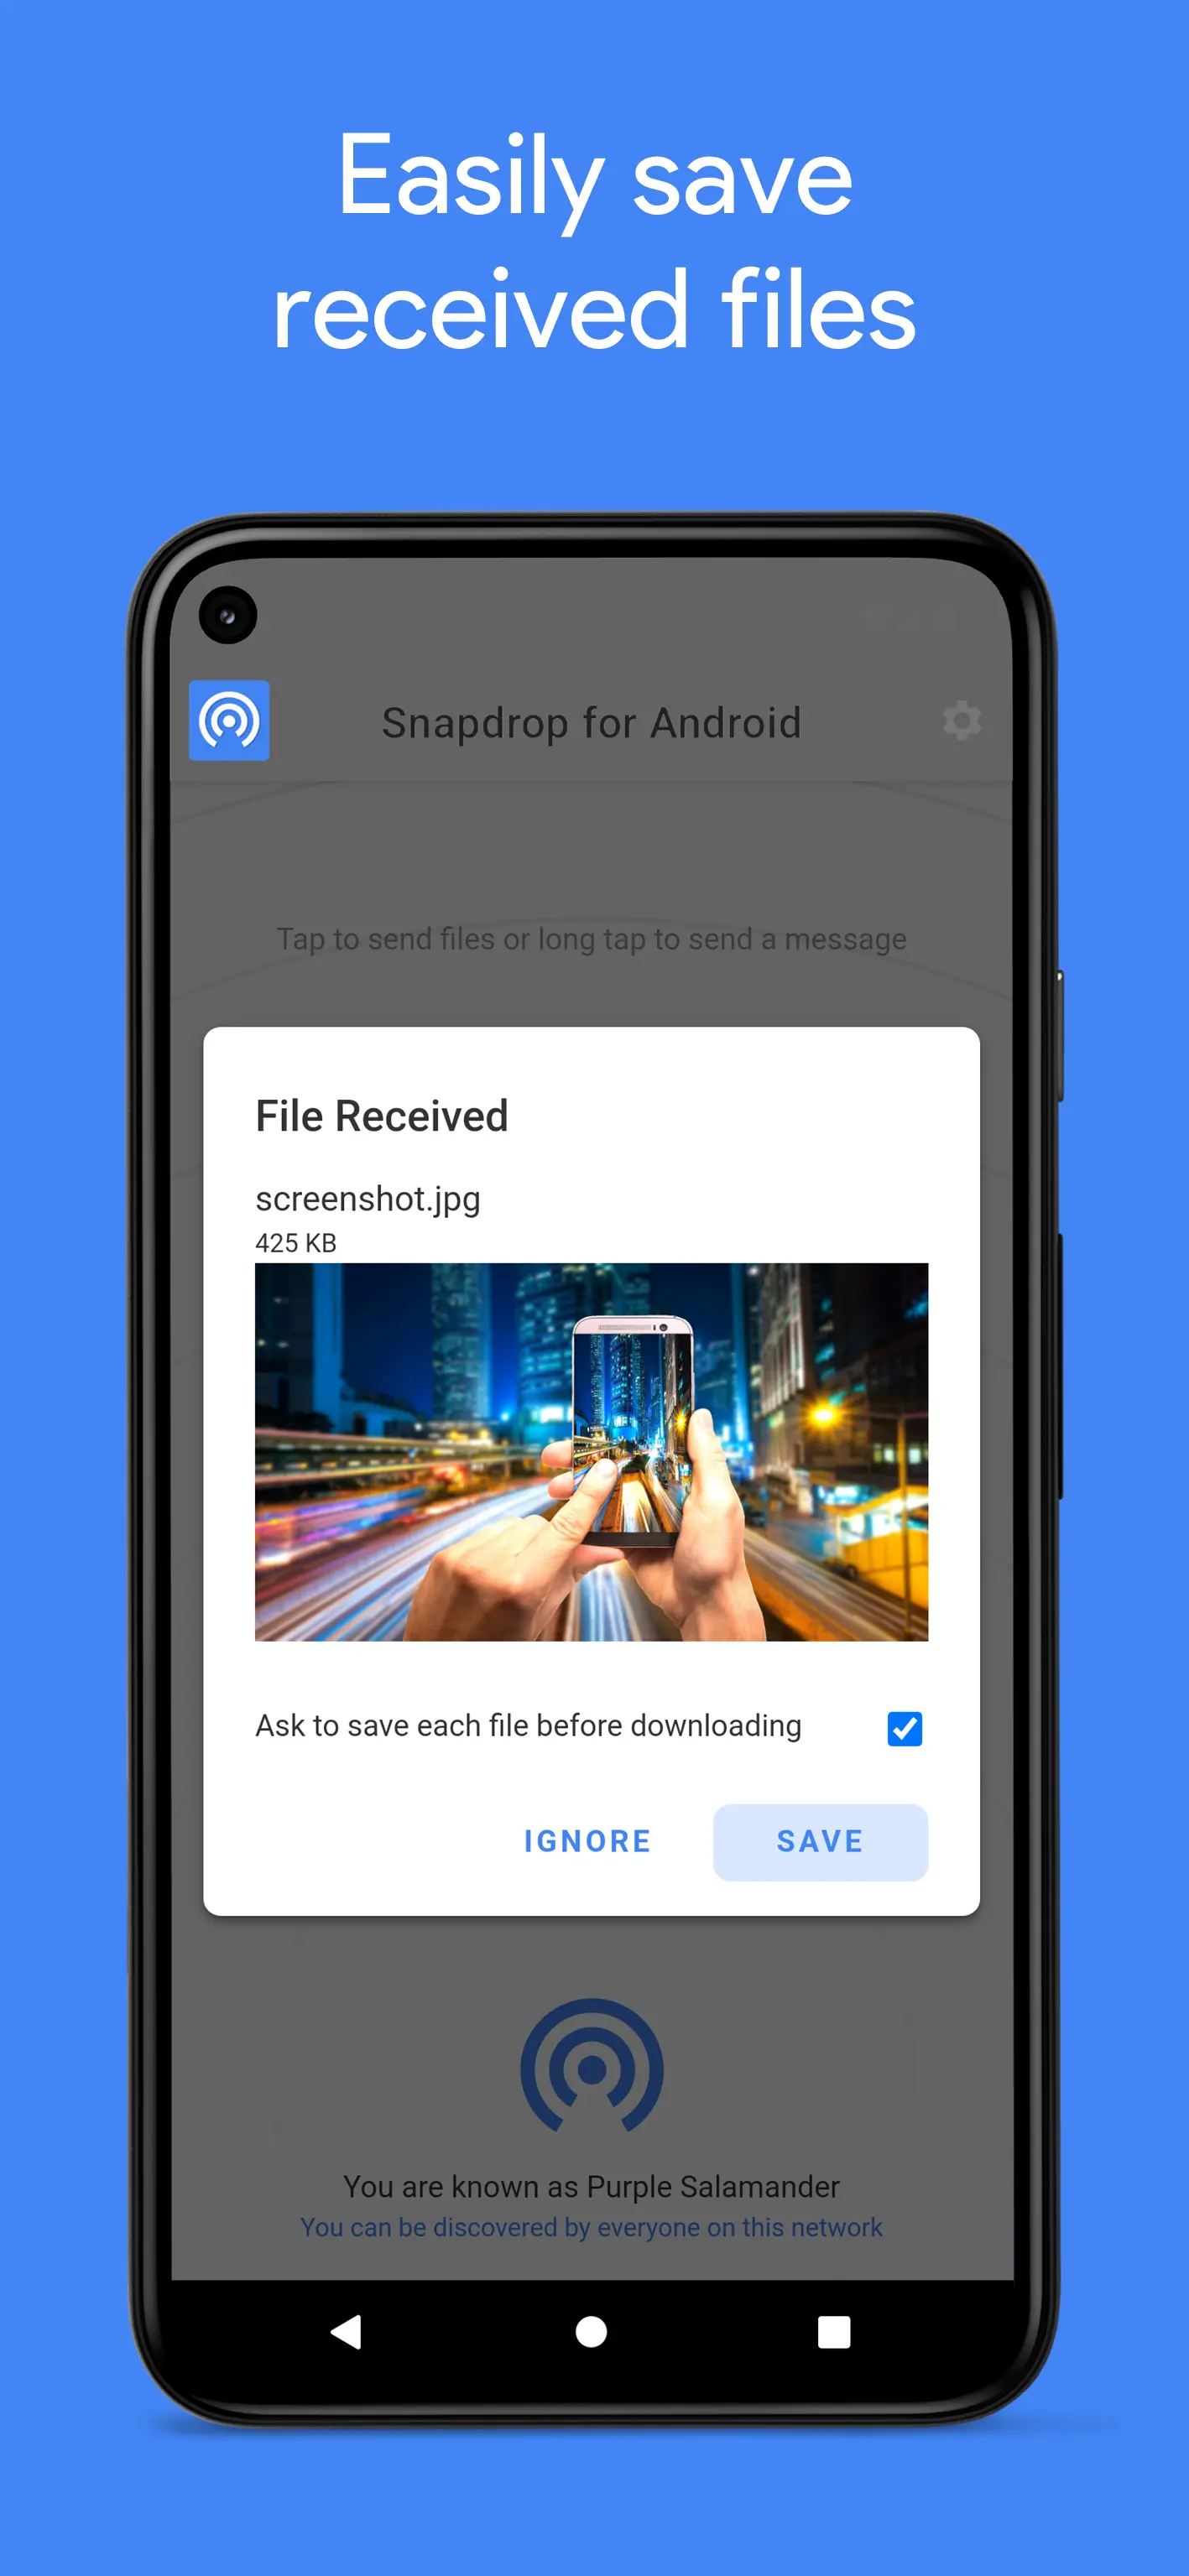 Easily save
received files
Snapdrop for Android
Tap to send files or long tap to send a message
File Received
screenshot.jpg
425 KB
Ask to save each file before downloading
IGNORE SAVE
You are known as Purple Salamander
You can be discovered by everyone on this network